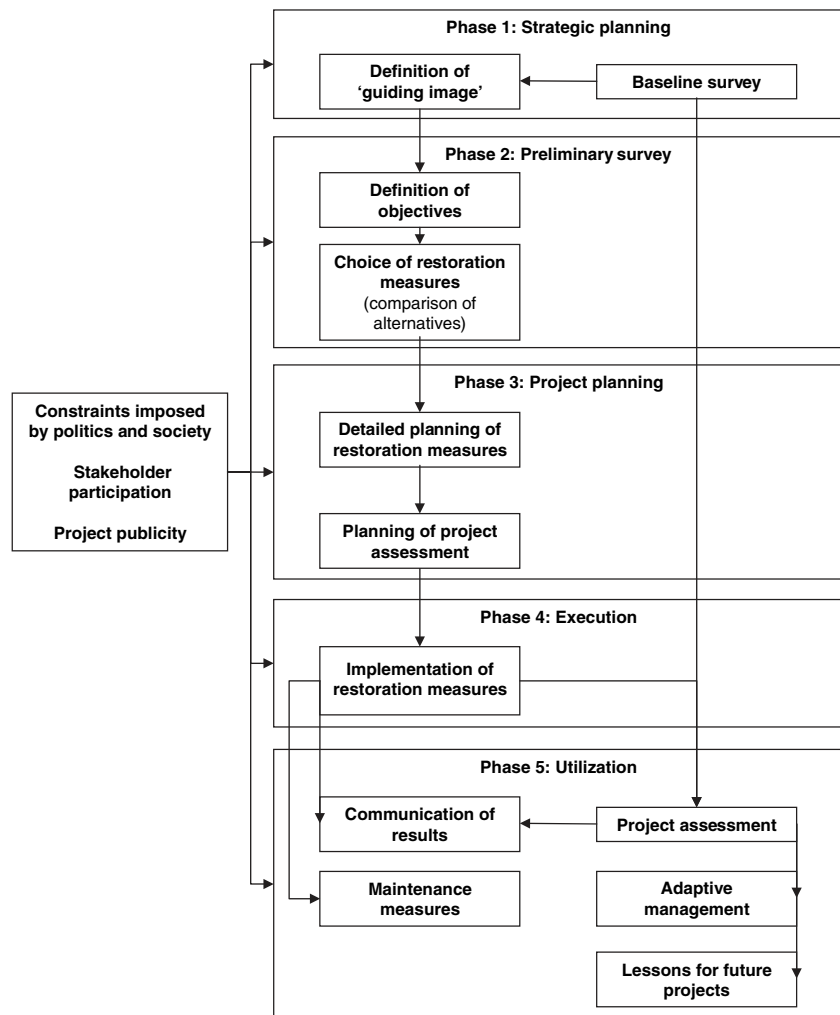 Phase 1: Strategic planning
Definition of
‘guiding image’
Baseline survey
Phase 2: Preliminary survey
Definition of
objectives
Choice of restoration
measures
(comparison of
alternatives)
Phase 3: Project planning
Constraints imposed
by politics and society
Stakeholder
participation
Project publicity
Detailed planning of
restoration measures
Planning of project
assessment
Phase 4: Execution
Implementation of
restoration measures
Phase 5: Utilization
Communication of
results
Project assessment
Maintenance
measures
Adaptive
management
Lessons for future
projects